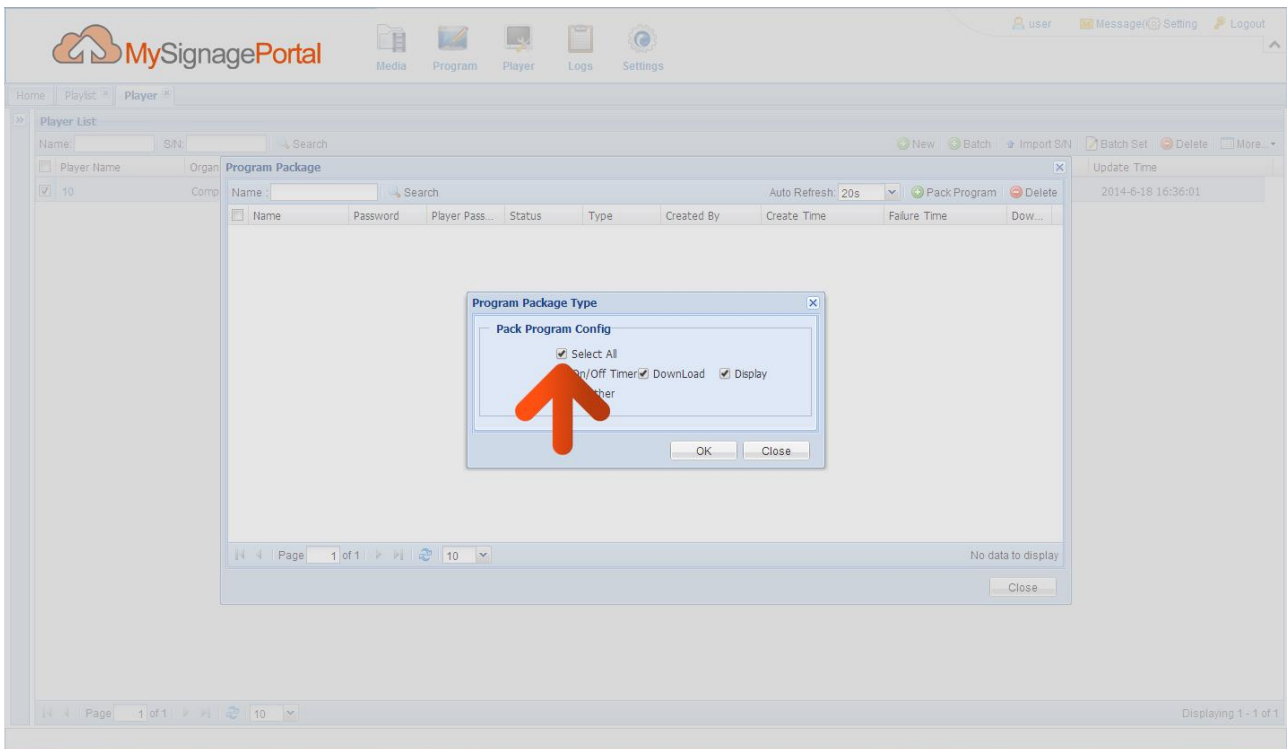 user Message( ) Setting Logout
MySignagePortal
Media Program Player Logs Settings
Home Playlist Player
Player List
Name: S/N: Search New Batch Import S/N Batch Set Delete More...
Player Name Organ Update Time
10 Comp 2014-6-18 16:36:01
Program Package
Name : Search Auto Refresh: 20s Pack Program Delete
Name Password Player Pass... Status Type Created By Create Time Failure Time Dow...
Program Package Type
Pack Program Config
Select All
On/Off Timer DownLoad Display
ther
OK Close
Page 1 of 1 10 No data to display
Close
Page 1 of 1 10 Displaying 1 - 1 of 1